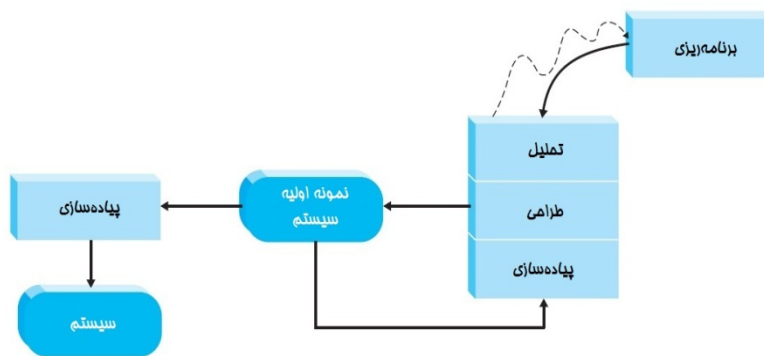 برنامه‌ریزی
تحلیل
طراحی
پیاده‌سازی
نمونه اولیه
سیستم
پیاده‌سازی
سیستم